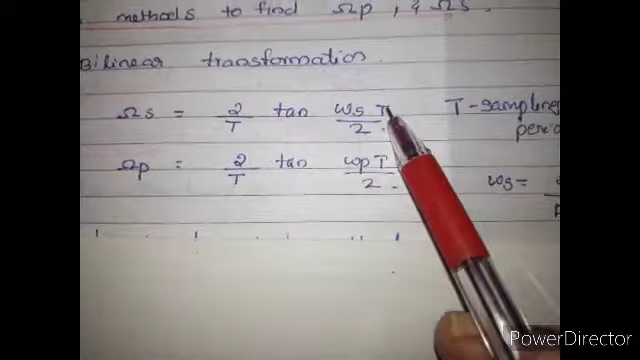 methods to find Ωp, & Ωs.
Bilinear transformation.
Ωs = 2/T tan ωsT/2 T - sampling
Ωp = 2/T tan ωpT/2. ωs =
PowerDirector